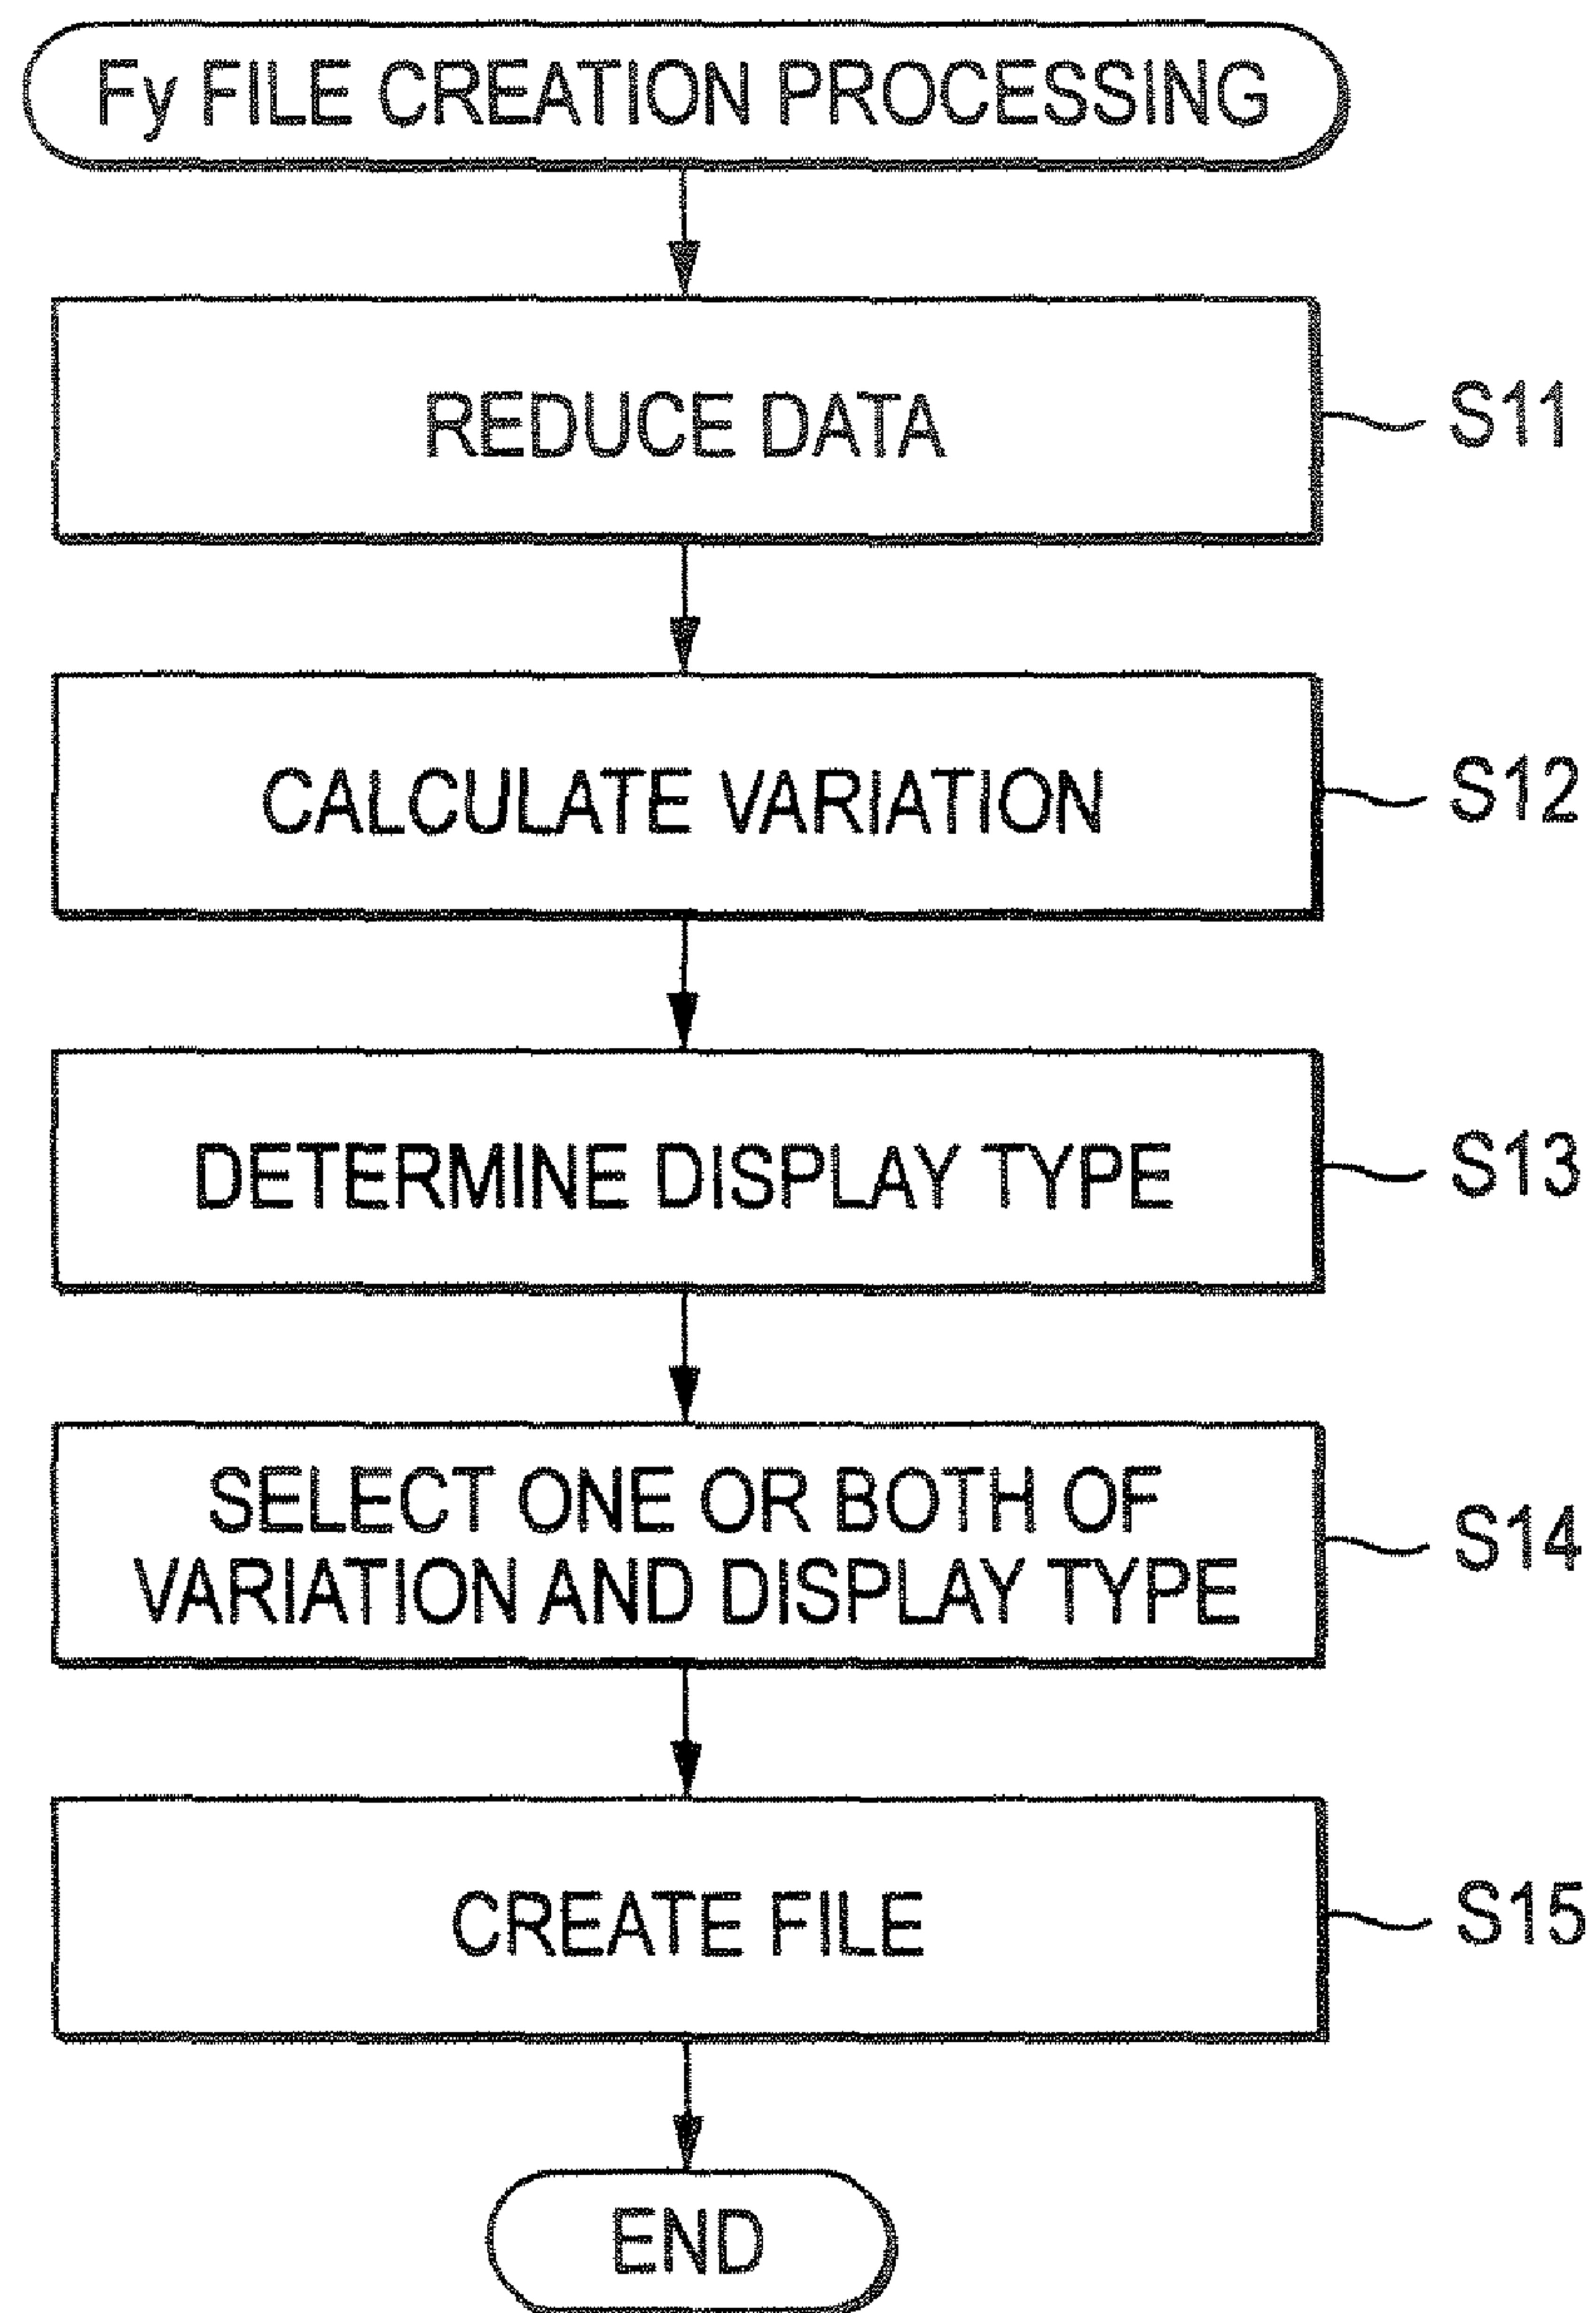 Fy FILE CREATION PROCESSING
REDUCE DATA
S11
CALCULATE VARIATION
S12
DETERMINE DISPLAY TYPE
S13
SELECT ONE OR BOTH OF
VARIATION AND DISPLAY TYPE
S14
CREATE FILE
S15
END